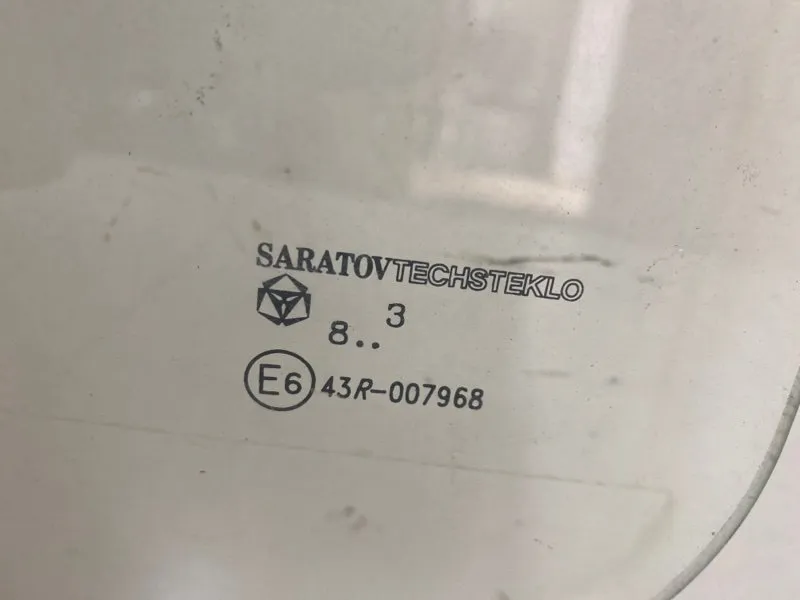 SARATOVTECHSTEKLO
3
8..
E6 43R-007968